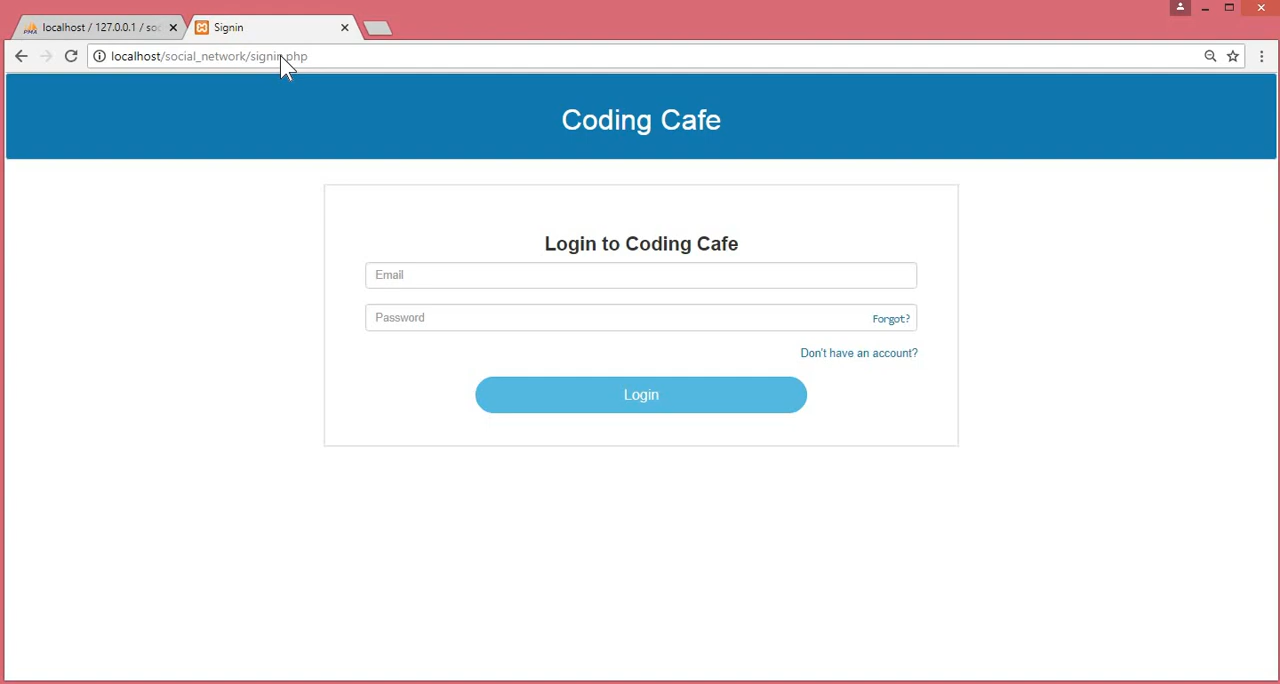 localhost / 127.0.0.1 / soc
Signin
localhost/social_network/signin.php
Coding Cafe
Login to Coding Cafe
Email
Password
Forgot?
Don't have an account?
Login